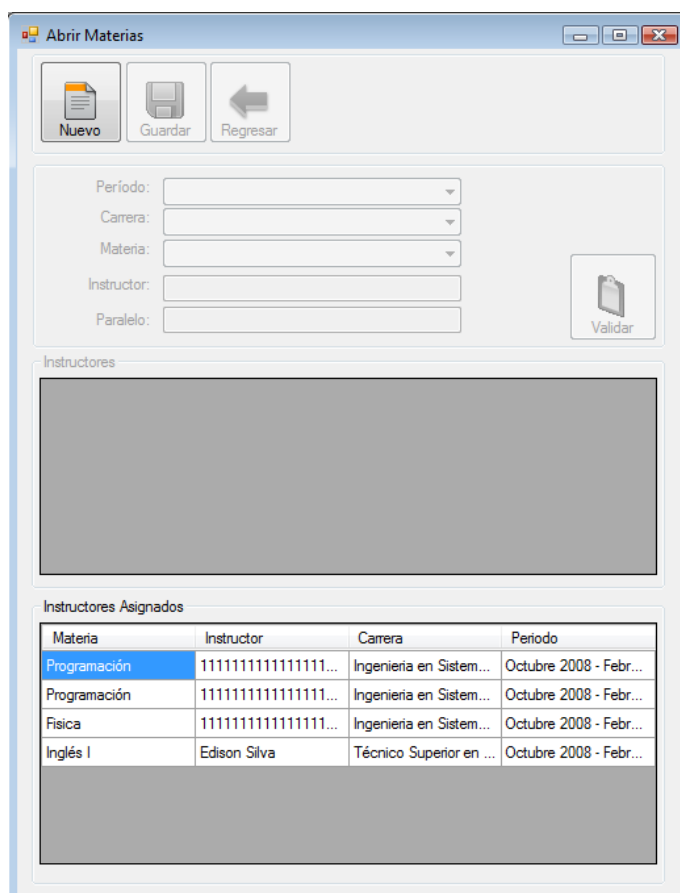 Abrir Materias
Nuevo Guardar Regresar
Período:
Carrera:
Materia:
Instructor:
Paralelo:
Validar
Instructores
Instructores Asignados
Materia Instructor Carrera Periodo
Programación 1111111111111111... Ingenieria en Sistem... Octubre 2008 - Febr...
Programación 1111111111111111... Ingenieria en Sistem... Octubre 2008 - Febr...
Fisica 1111111111111111... Ingenieria en Sistem... Octubre 2008 - Febr...
Inglés I Edison Silva Técnico Superior en ... Octubre 2008 - Febr...